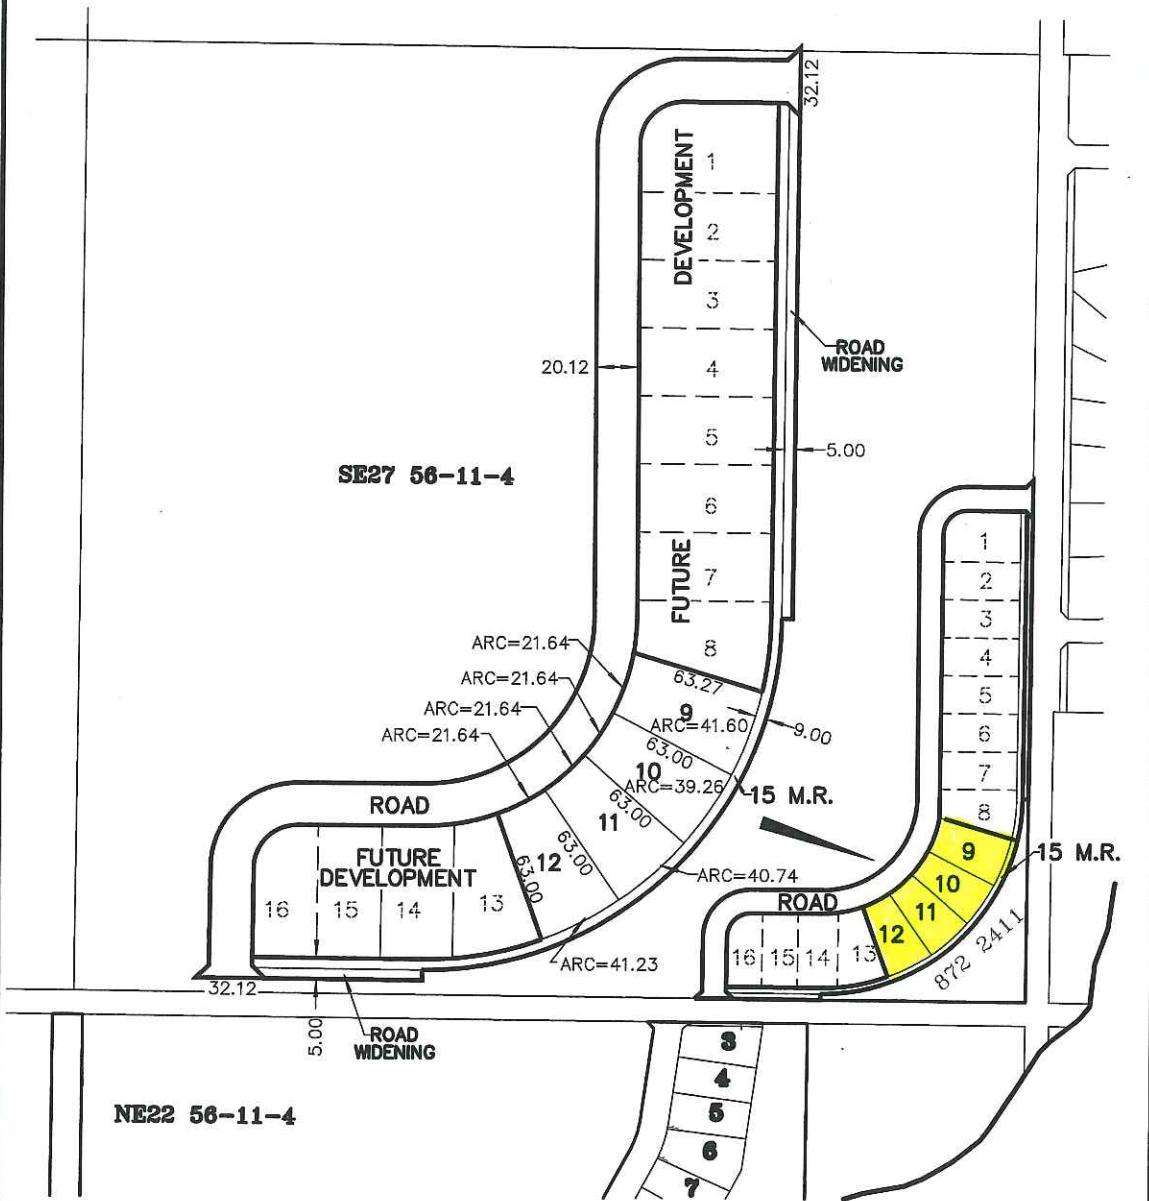 32.12
DEVELOPMENT
1
2
3
ROAD
WIDENING
20.12
4
5
5.00
SE27 56-11-4
6
FUTURE
7
8
ARC=21.64
ARC=21.64
ARC=21.64
ARC=21.64
63.27
9
ARC=41.60
9.00
63.00
10
ARC=39.26
15 M.R.
63.00
11
63.00
12
63.00
ARC=40.74
ARC=41.23
ROAD
FUTURE
DEVELOPMENT
16
15
14
13
32.12
5.00
ROAD
WIDENING
NE22 56-11-4
1
2
3
4
5
6
7
8
9
10
11
12
15 M.R.
ROAD
16
15
14
13
872 2411
3
4
5
6
7